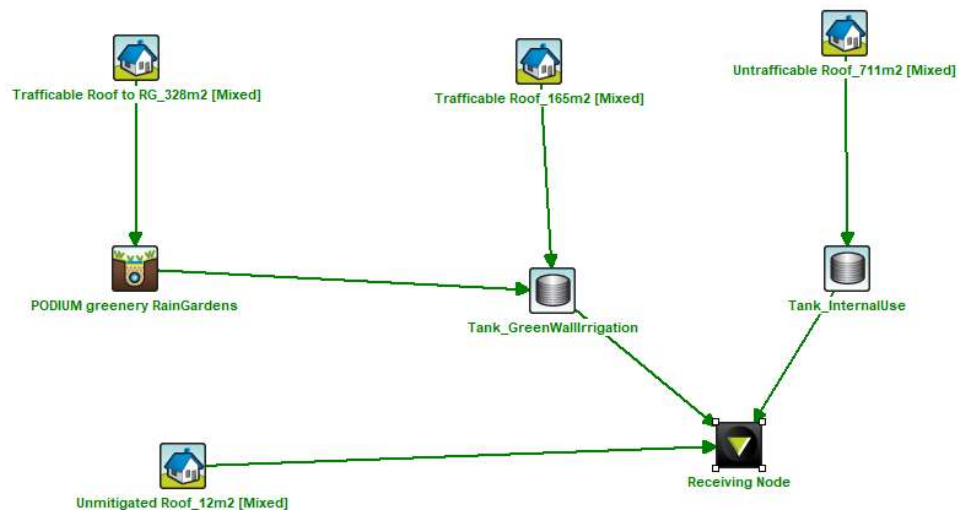 Trafficable Roof to RG_328m2 [Mixed]
Trafficable Roof_165m2 [Mixed]
Untrafficable Roof_711m2 [Mixed]
PODIUM greenery RainGardens
Tank_GreenWallIrrigation
Tank_InternalUse
Unmitigated Roof_12m2 [Mixed]
Receiving Node